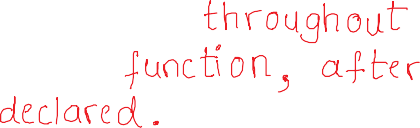 throughout
function, after
declared.